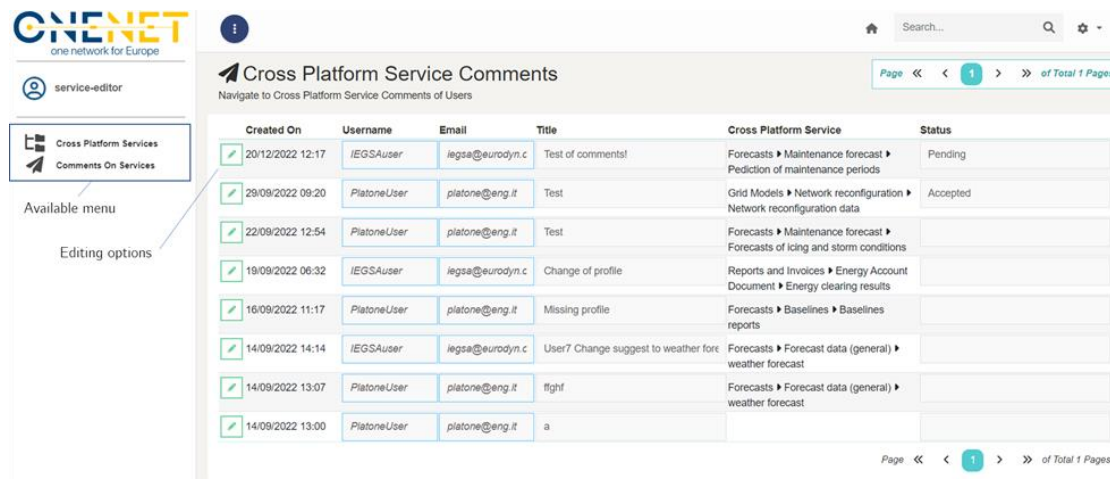 ONENET
one network for Europe
Search...
service-editor
Cross Platform Services
Comments On Services
Available menu
Editing options
Cross Platform Service Comments
Navigate to Cross Platform Service Comments of Users
Page 1 of Total 1 Pages
Created On Username Email Title Cross Platform Service Status
20/12/2022 12:17 IEGSAuser iegsa@eurodyn.c Test of comments! Forecasts Maintenance forecast Pending
Pediction of maintenance periods
29/09/2022 09:20 PlatoneUser platone@eng.it Test Grid Models Network reconfiguration Accepted
Network reconfiguration data
22/09/2022 12:54 PlatoneUser platone@eng.it Test Forecasts Maintenance forecast
Forecasts of icing and storm conditions
19/09/2022 06:32 IEGSAuser iegsa@eurodyn.c Change of profile Reports and Invoices Energy Account
Document Energy clearing results
16/09/2022 11:17 PlatoneUser platone@eng.it Missing profile Forecasts Baselines Baselines
reports
14/09/2022 14:14 IEGSAuser iegsa@eurodyn.c User7 Change suggest to weather fore Forecasts Forecast data (general)
weather forecast
14/09/2022 13:07 PlatoneUser platone@eng.it ffghf Forecasts Forecast data (general)
weather forecast
14/09/2022 13:00 PlatoneUser platone@eng.it a
Page 1 of Total 1 Pages